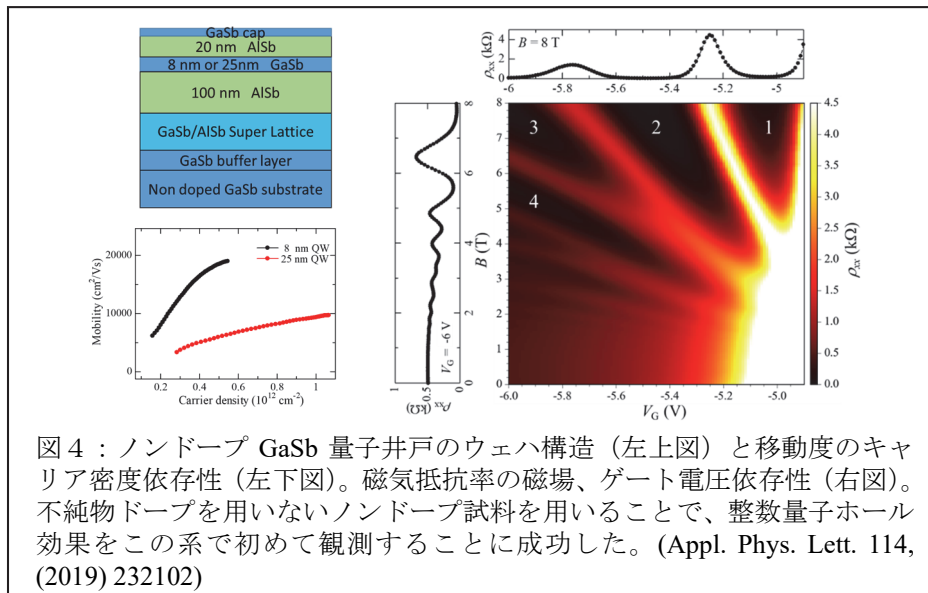 GaSb cap
20 nm AlSb
8 nm or 25nm GaSb
100 nm AlSb
GaSb/AlSb Super Lattice
GaSb buffer layer
Non doped GaSb substrate
Mobility (cm²/Vs)
20000
10000
0
8 nm QW
25 nm QW
0.2 0.4 0.6 0.8 1
Carrier density (10¹² cm⁻²)
ρxx (kΩ)
4
2
0
B = 8 T
-6 -5.8 -5.6 -5.4 -5.2 -5
8
6
4
2
0
VG = -6 V
1 0.5 0
ρxx (kΩ)
B (T)
8
7
6
5
4
3
2
1
0
3 2 1
4
-6.0 -5.8 -5.6 -5.4 -5.2 -5.0
VG (V)
4.5
4.0
3.5
3.0
2.5
2.0
1.5
1.0
0.5
0.0
ρxx (kΩ)
図４：ノンドープ GaSb 量子井戸のウェハ構造（左上図）と移動度のキャ
リア密度依存性（左下図）。磁気抵抗率の磁場、ゲート電圧依存性（右図）。
不純物ドープを用いないノンドープ試料を用いることで、整数量子ホール
効果をこの系で初めて観測することに成功した。(Appl. Phys. Lett. 114,
(2019) 232102)